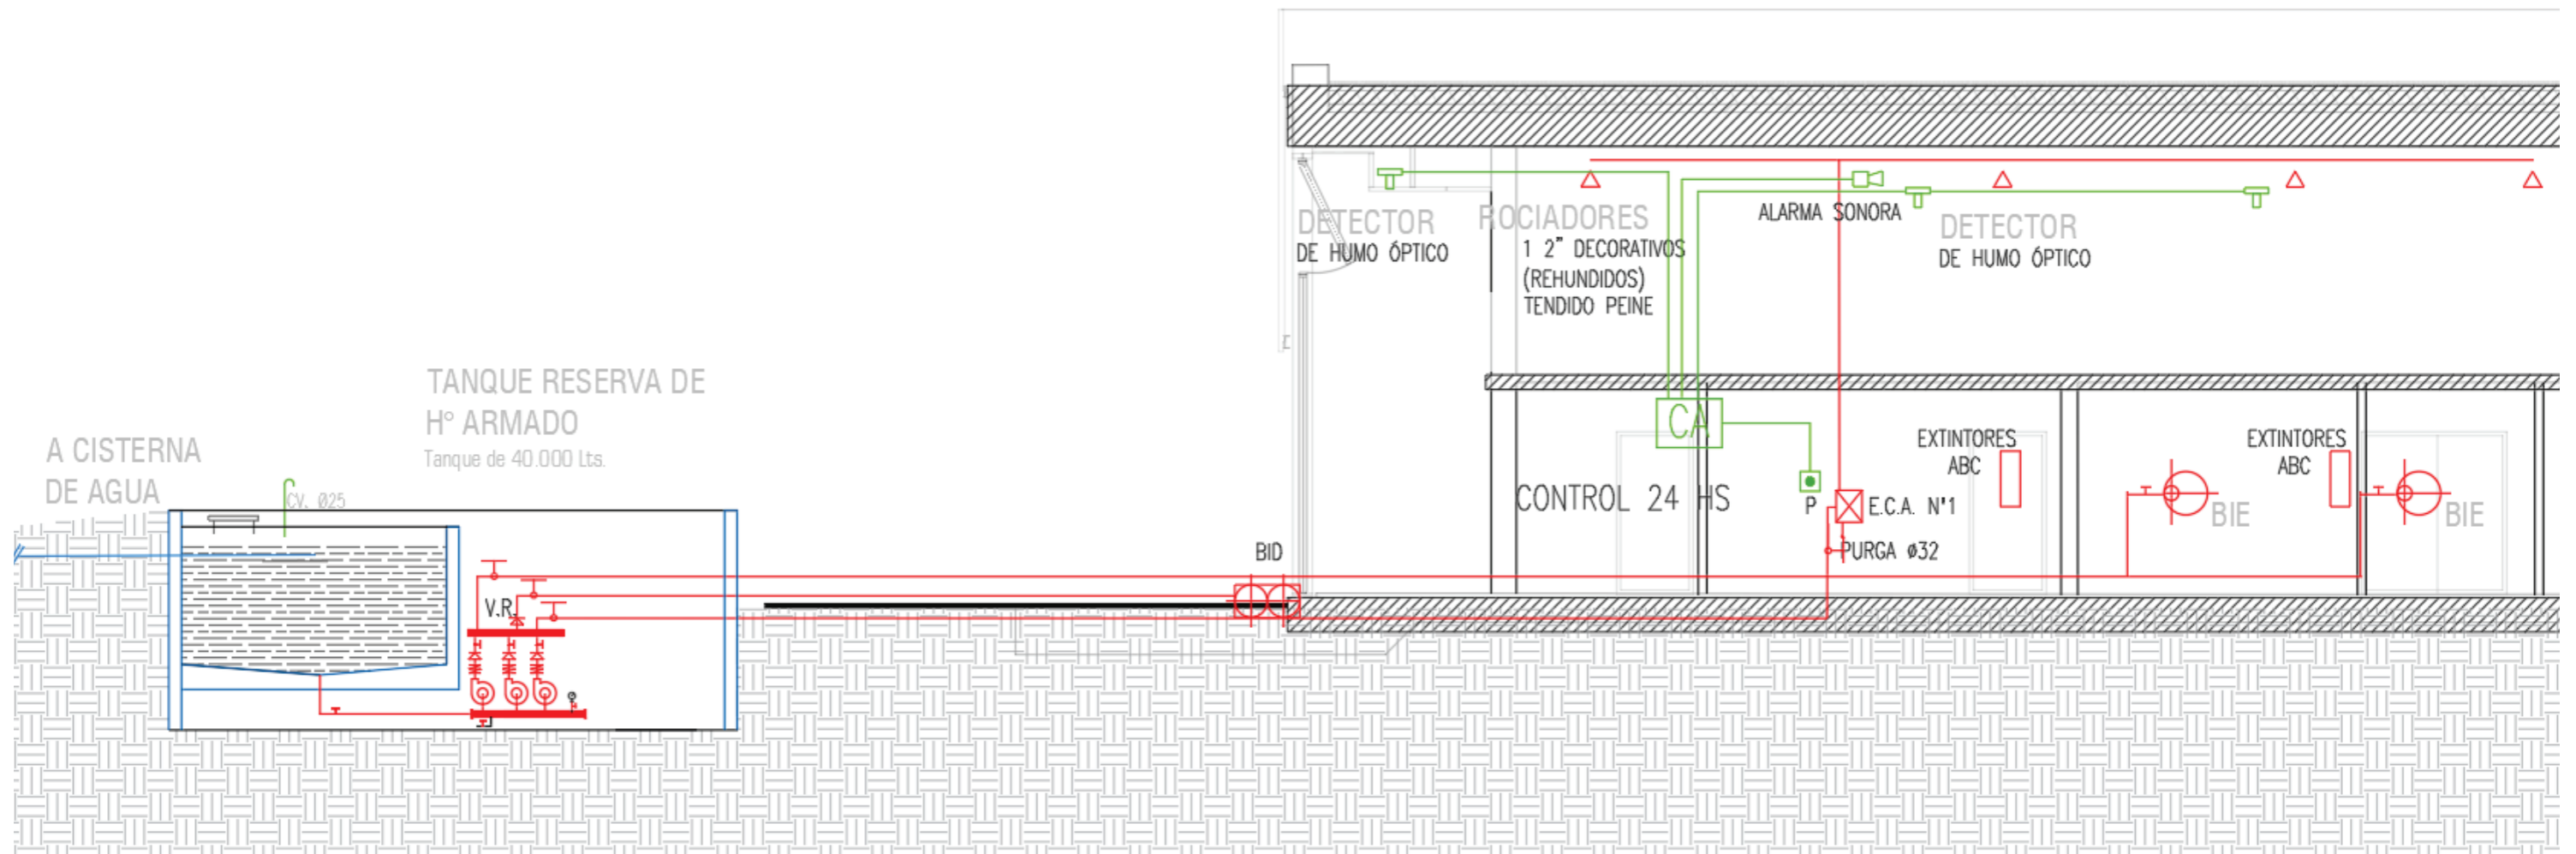 DETECTOR
DE HUMO ÓPTICO
ROCIADORES
1 2" DECORATIVOS
(REHUNDIDOS)
TENDIDO PEINE
ALARMA SONORA
DETECTOR
DE HUMO ÓPTICO
TANQUE RESERVA DE
H° ARMADO
Tanque de 40.000 Lts.
A CISTERNA
DE AGUA
CV. Ø25
V.R.
BID
CA
CONTROL 24 HS
P
E.C.A. N°1
PURGA Ø32
EXTINTORES
ABC
BIE
EXTINTORES
ABC
BIE